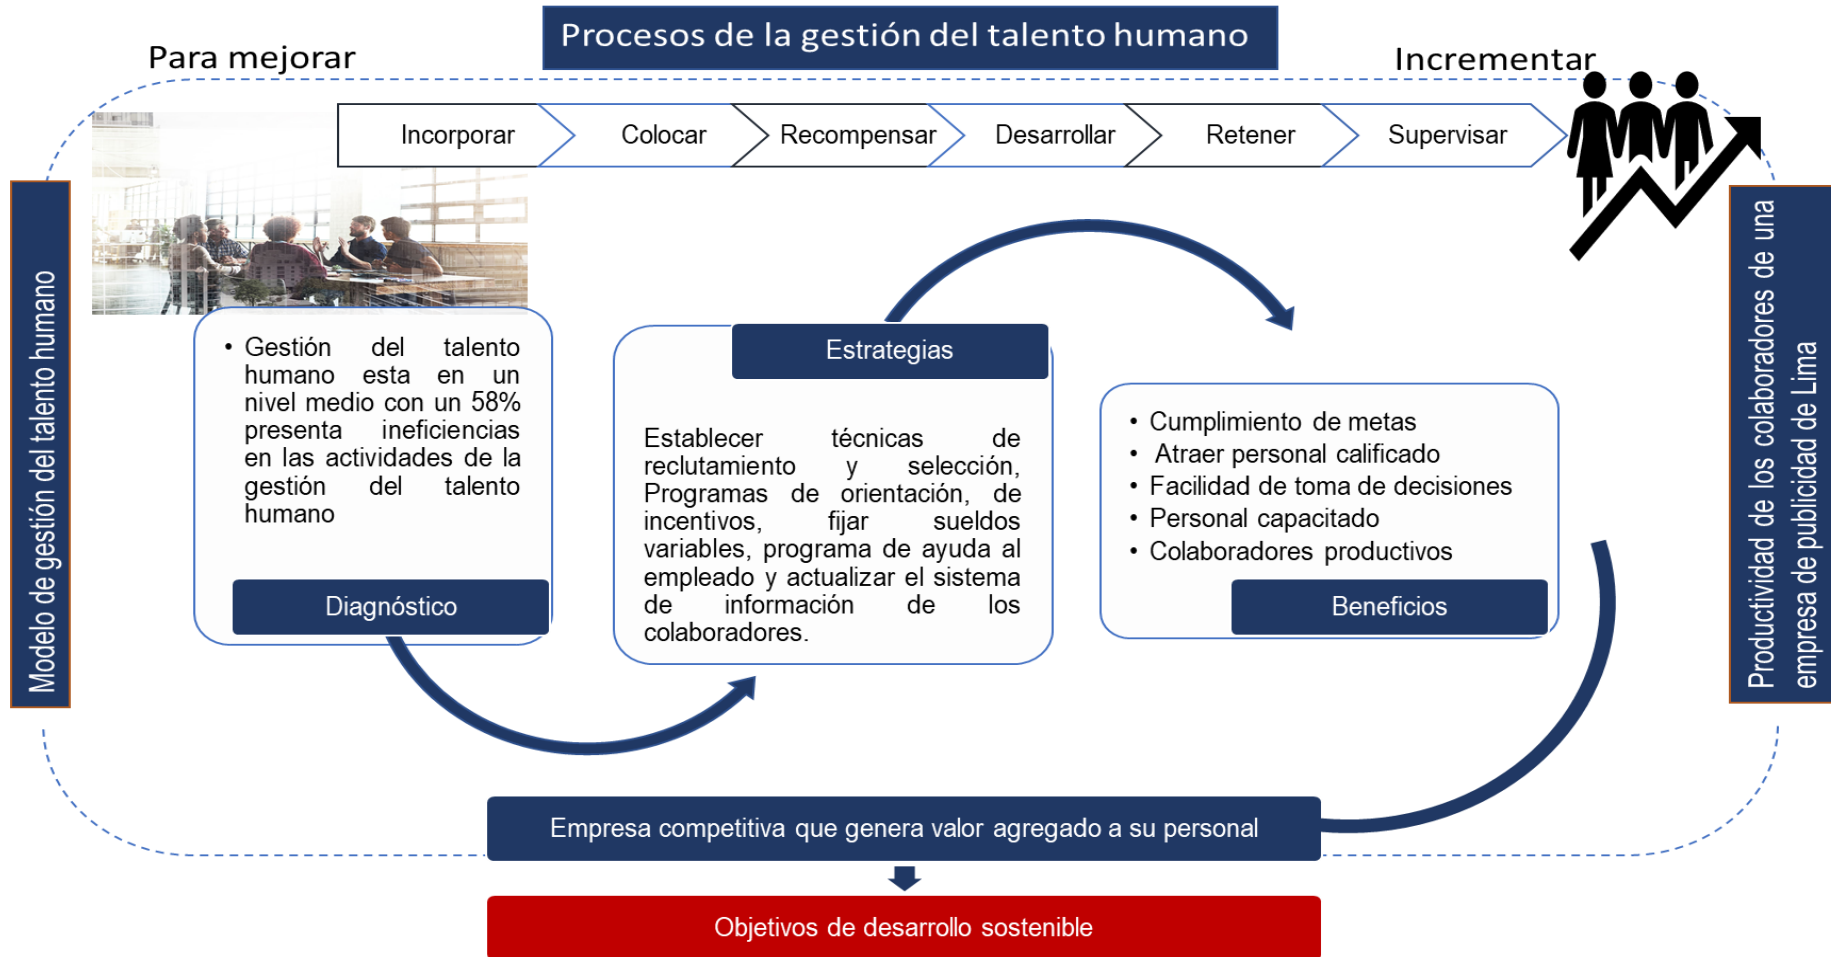 Procesos de la gestión del talento humano
Para mejorar
Incrementar
Incorporar
Colocar
Recompensar
Desarrollar
Retener
Supervisar
Modelo de gestión del talento humano
• Gestión del talento
humano esta en un
nivel medio con un 58%
presenta ineficiencias
en las actividades de la
gestión del talento
humano
Diagnóstico
Estrategias
Establecer técnicas de
reclutamiento y selección,
Programas de orientación, de
incentivos, fijar sueldos
variables, programa de ayuda al
empleado y actualizar el sistema
de información de los
colaboradores.
• Cumplimiento de metas
• Atraer personal calificado
• Facilidad de toma de decisiones
• Personal capacitado
• Colaboradores productivos
Beneficios
Productividad de los colaboradores de una
empresa de publicidad de Lima
Empresa competitiva que genera valor agregado a su personal
Objetivos de desarrollo sostenible